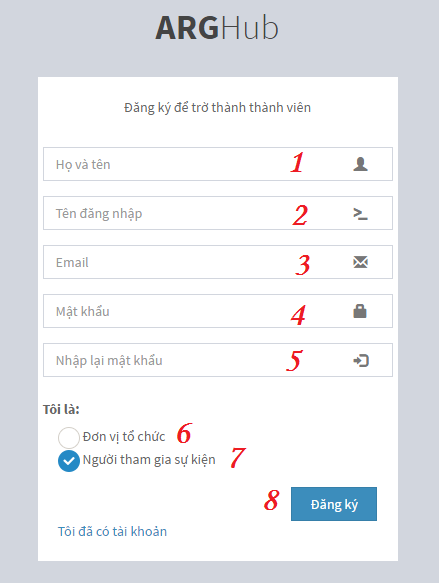 ARGHub
Đăng ký để trở thành thành viên
Họ và tên 1
Tên đăng nhập 2
Email 3
Mật khẩu 4
Nhập lại mật khẩu 5
Tôi là:
Đơn vị tổ chức 6
Người tham gia sự kiện 7
8 Đăng ký
Tôi đã có tài khoản